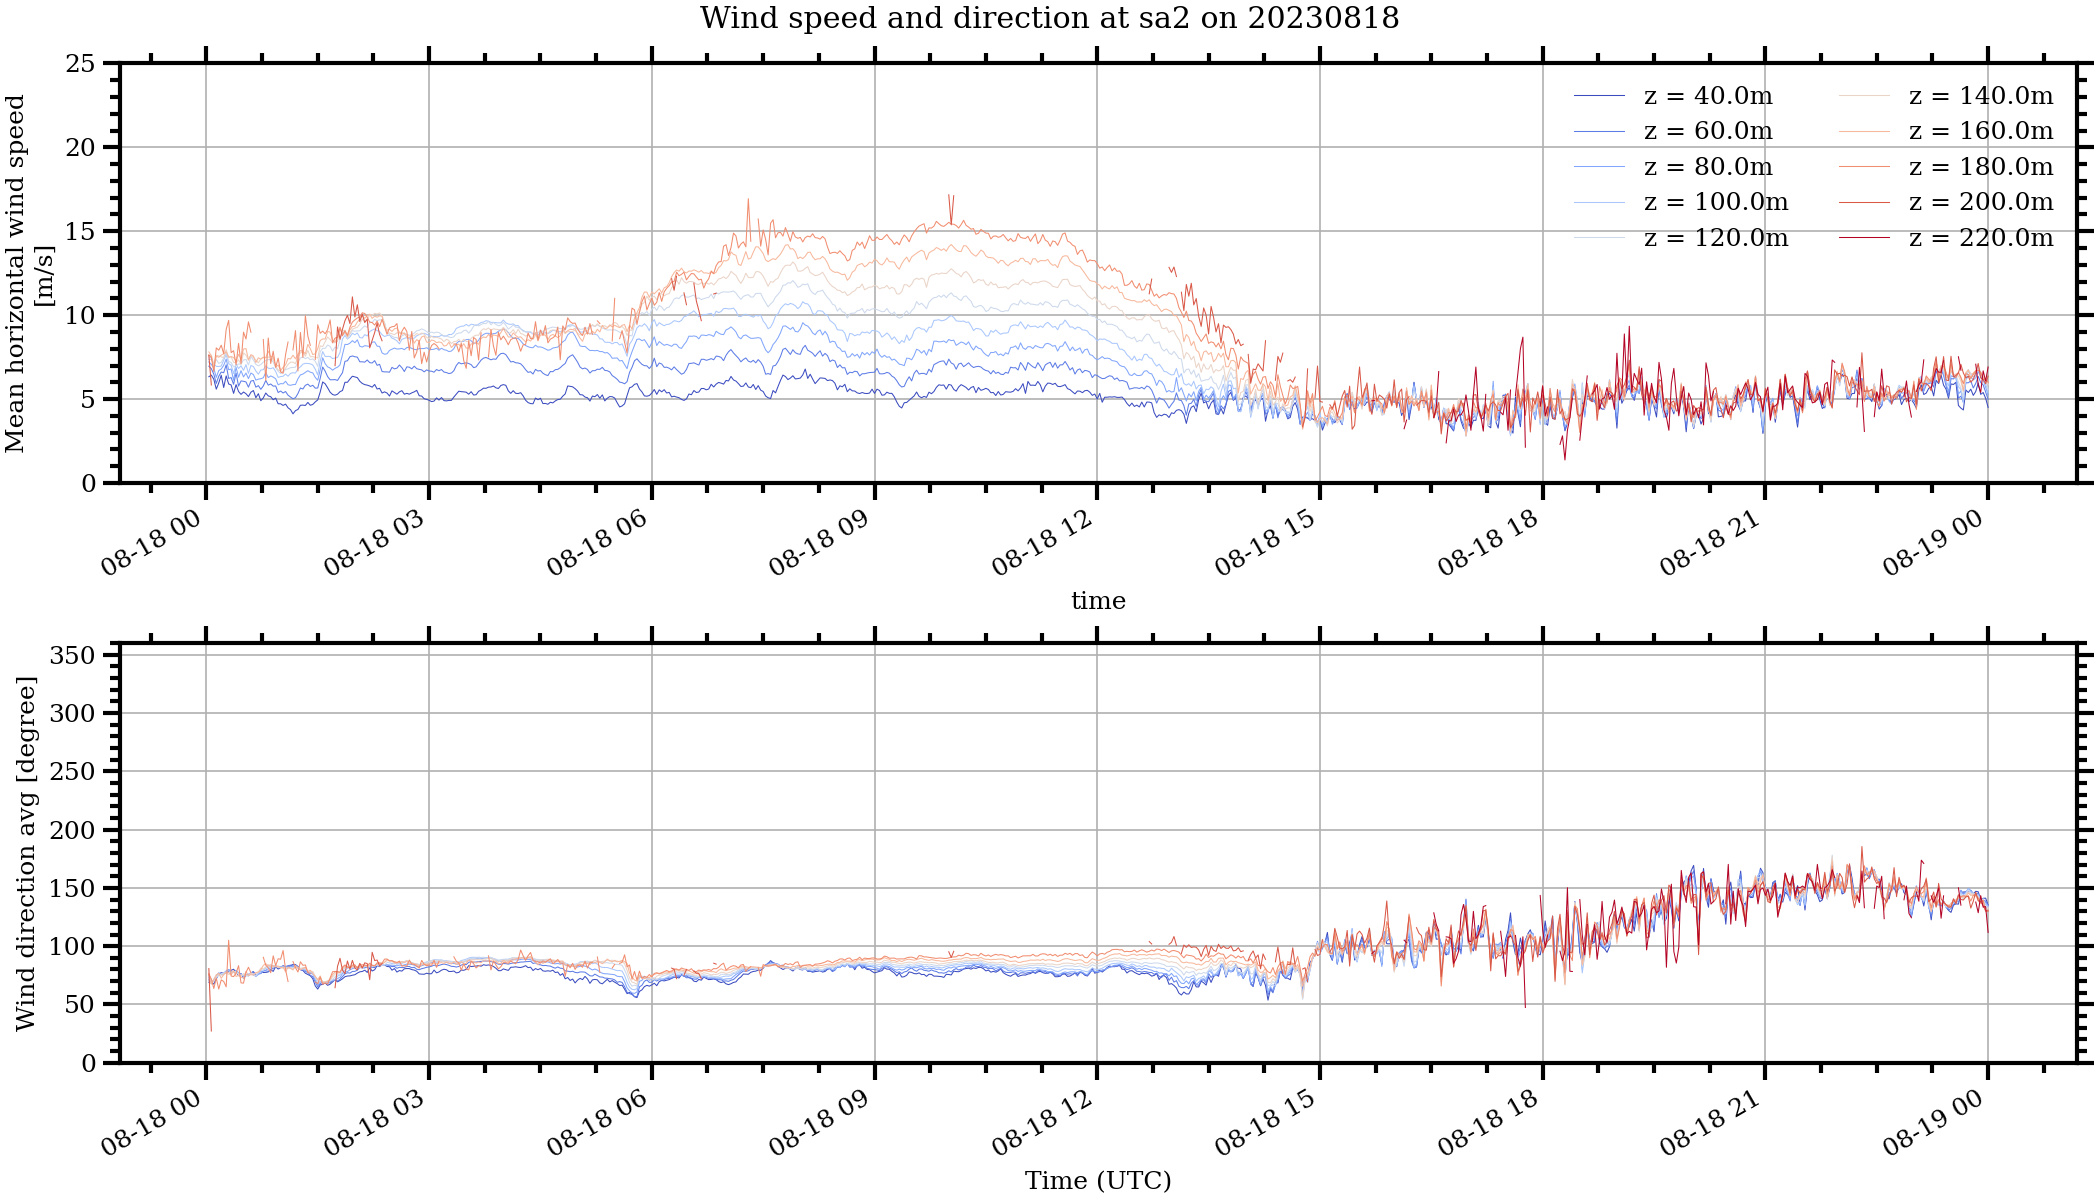 Wind speed and direction at sa2 on 20230818
Mean horizontal wind speed
[m/s]
25
20
15
10
5
0
z = 40.0m
z = 60.0m
z = 80.0m
z = 100.0m
z = 120.0m
z = 140.0m
z = 160.0m
z = 180.0m
z = 200.0m
z = 220.0m
08-18 00
08-18 03
08-18 06
08-18 09
08-18 12
08-18 15
08-18 18
08-18 21
08-19 00
time
Wind direction avg [degree]
350
300
250
200
150
100
50
0
08-18 00
08-18 03
08-18 06
08-18 09
08-18 12
08-18 15
08-18 18
08-18 21
08-19 00
Time (UTC)